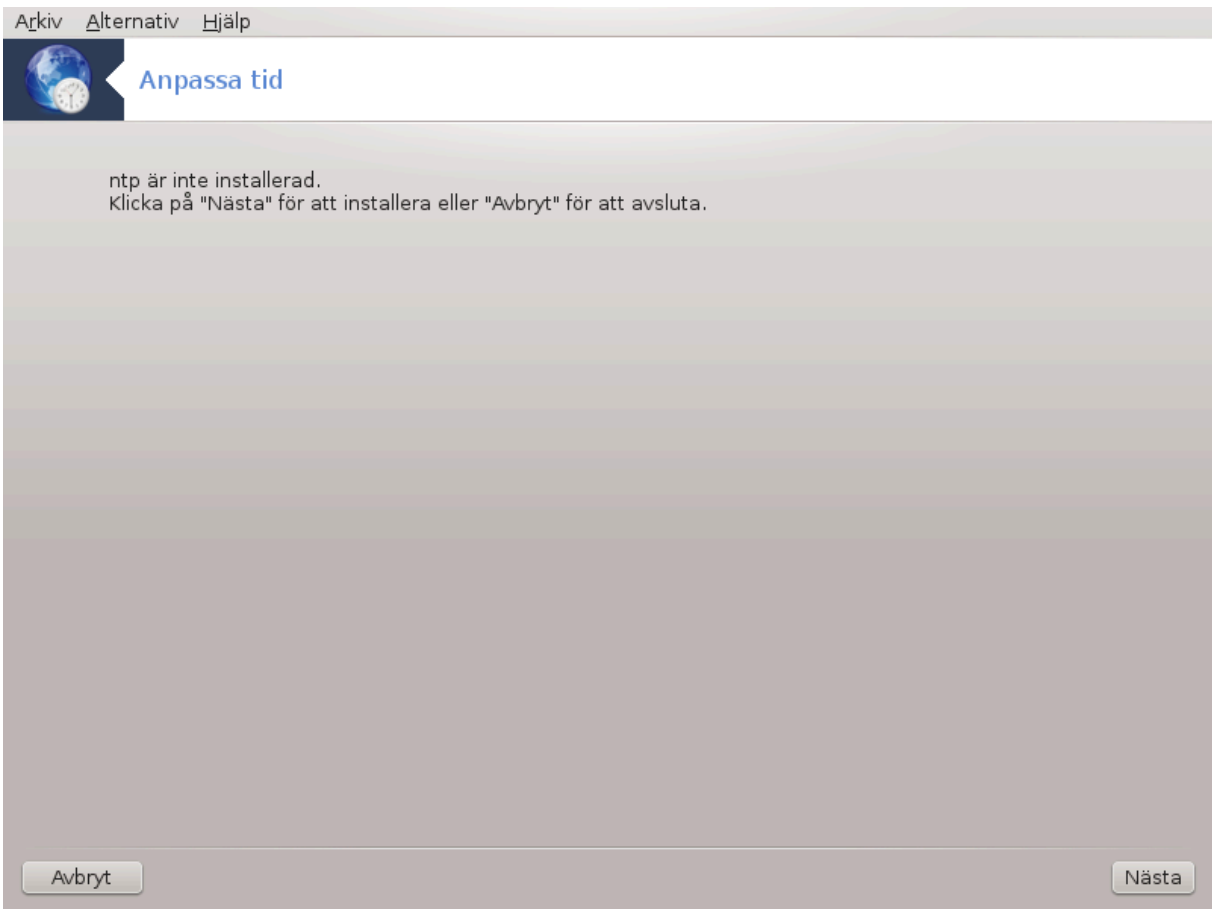 Arkiv Alternativ Hjälp
Anpassa tid
ntp är inte installerad.
Klicka på "Nästa" för att installera eller "Avbryt" för att avsluta.
Avbryt Nästa